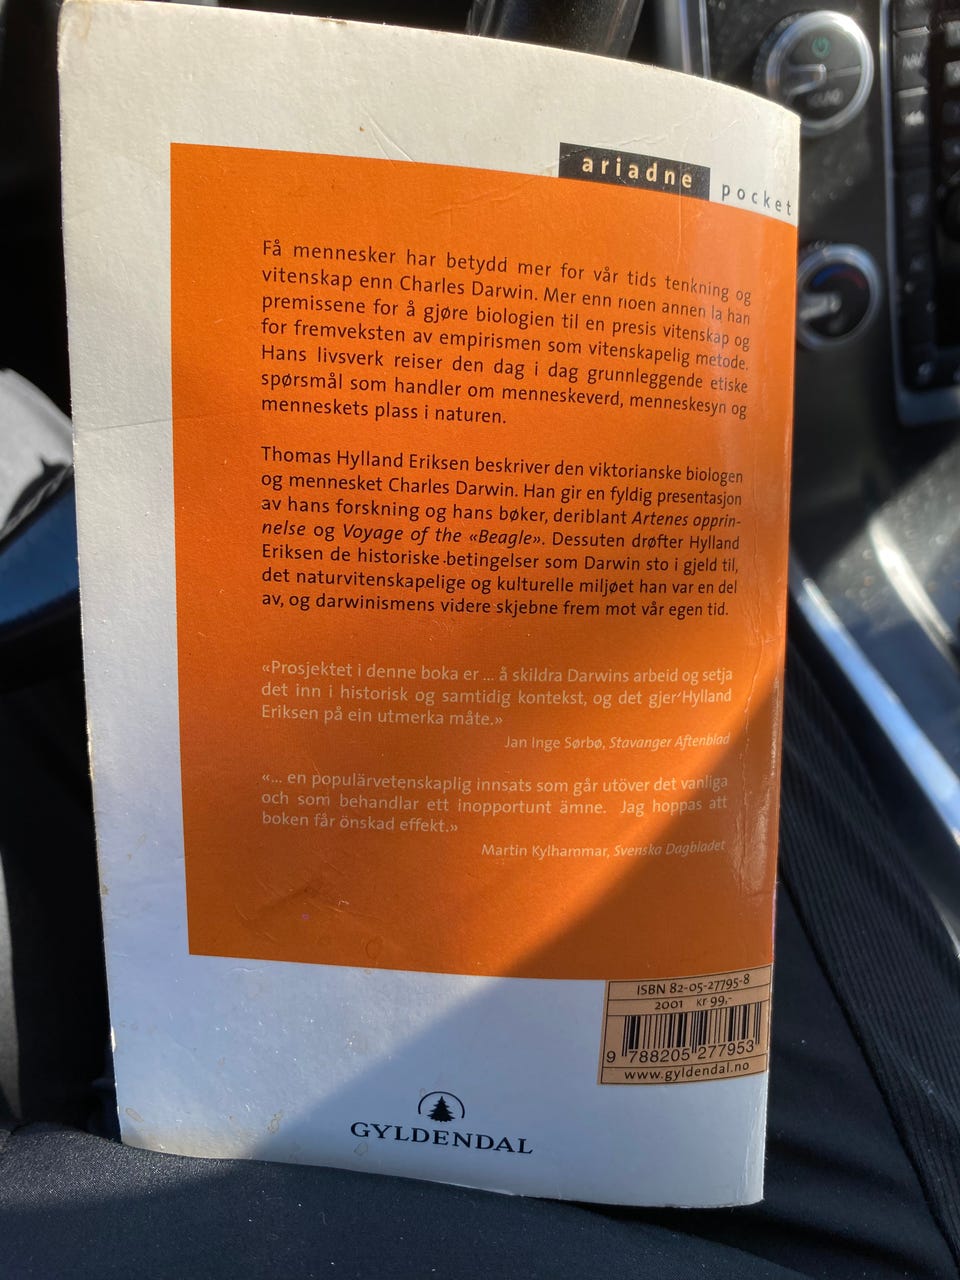 ariadne pocket
Få mennesker har betydd mer for vår tids tenkning og
vitenskap enn Charles Darwin. Mer enn noen annen la han
premissene for å gjøre biologien til en presis vitenskap og
for fremveksten av empirismen som vitenskapelig metode.
Hans livsverk reiser den dag i dag grunnleggende etiske
spørsmål som handler om menneskeverd, menneskesyn og
menneskets plass i naturen.
Thomas Hylland Eriksen beskriver den viktorianske biologen
og mennesket Charles Darwin. Han gir en fyldig presentasjon
av hans forskning og hans bøker, deriblant Artenes opprin-
nelse og Voyage of the «Beagle». Dessuten drøfter Hylland
Eriksen de historiske betingelser som Darwin sto i gjeld til,
det naturvitenskapelige og kulturelle miljøet han var en del
av, og darwinismens videre skjebne frem mot vår egen tid.
«Prosjektet i denne boka er ... å skildra Darwins arbeid og setja
det inn i historisk og samtidig kontekst, og det gjer Hylland
Eriksen på ein utmerka måte.»
Jan Inge Sørbø, Stavanger Aftenblad
«... en populärvetenskaplig innsats som går utöver det vanliga
och som behandlar ett inopportunt ämne. Jag hoppas att
boken får önskad effekt.»
Martin Kylhammar, Svenska Dagbladet
ISBN 82-05-27795-8
2001 Kr 99,-
9 788205 277953
www.gyldendal.no
GYLDENDAL
NAV